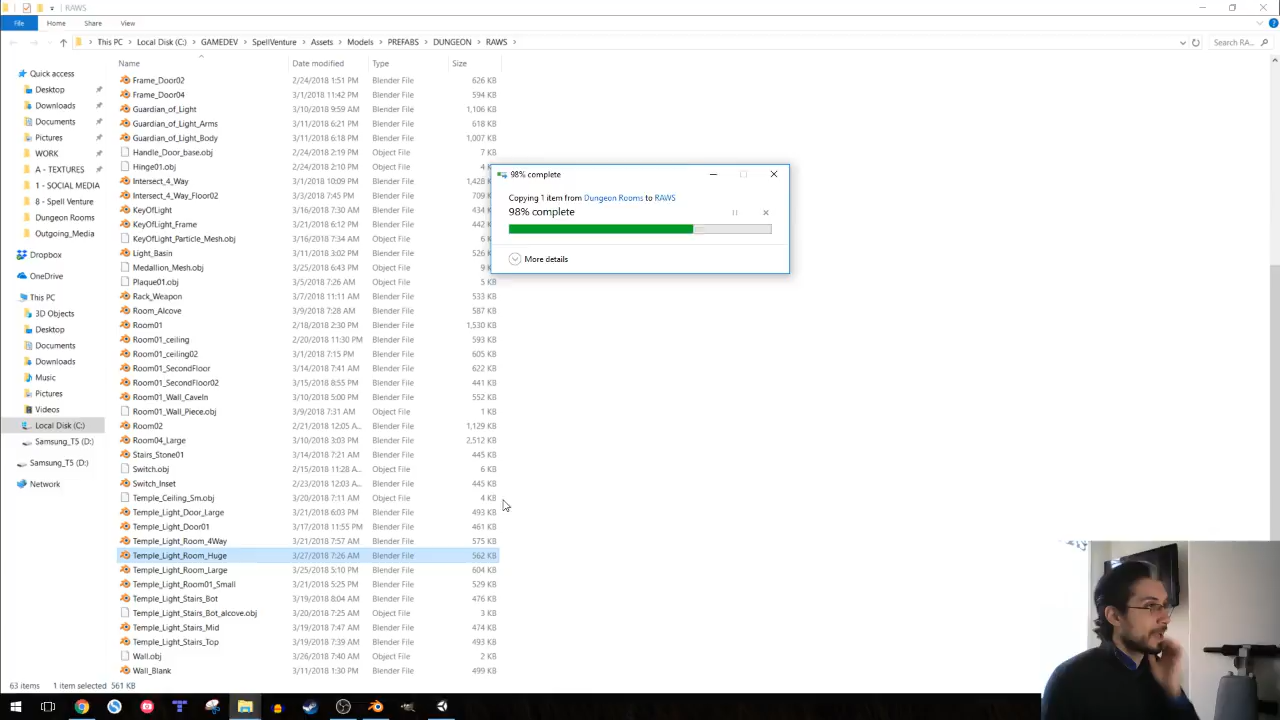 RAWS
File Home Share View
This PC Local Disk (C:) GAMEDEV SpellVenture Assets Models PREFABS DUNGEON RAWS Search RA...
Name Date modified Type Size
Quick access
Desktop
Downloads
Documents
Pictures
WORK
A - TEXTURES
1 - SOCIAL MEDIA
8 - Spell Venture
Dungeon Rooms
Outgoing_Media
Dropbox
OneDrive
This PC
3D Objects
Desktop
Documents
Downloads
Music
Pictures
Videos
Local Disk (C:)
Samsung_T5 (D:)
Samsung_T5 (D:)
Network
Frame_Door02 2/24/2018 1:51 PM Blender File 626 KB
Frame_Door04 3/1/2018 11:42 PM Blender File 594 KB
Guardian_of_Light 3/10/2018 9:59 AM Blender File 1,106 KB
Guardian_of_Light_Arms 3/11/2018 6:21 PM Blender File 618 KB
Guardian_of_Light_Body 3/11/2018 6:18 PM Blender File 1,007 KB
Handle_Door_base.obj 2/24/2018 2:19 PM Object File 7 KB
Hinge01.obj 2/24/2018 2:10 PM Object File 4 K
Intersect_4_Way 3/1/2018 10:09 PM Blender File 1,428
Intersect_4_Way_Floor02 3/3/2018 7:45 PM Blender File 709
KeyOfLight 3/16/2018 7:30 AM Blender File 434
KeyOfLight_Frame 3/21/2018 6:12 PM Blender File 442
KeyOfLight_Particle_Mesh.obj 3/16/2018 7:34 AM Object File 6
Light_Basin 3/11/2018 3:02 PM Blender File 526
Medallion_Mesh.obj 3/25/2018 6:43 PM Object File 9
Plaque01.obj 3/5/2018 7:26 AM Object File 5 KB
Rack_Weapon 3/7/2018 11:11 AM Blender File 533 KB
Room_Alcove 3/9/2018 7:28 AM Blender File 587 KB
Room01 2/18/2018 2:30 PM Blender File 1,530 KB
Room01_ceiling 2/20/2018 11:30 PM Blender File 593 KB
Room01_ceiling02 3/1/2018 7:15 PM Blender File 605 KB
Room01_SecondFloor 3/14/2018 7:41 AM Blender File 622 KB
Room01_SecondFloor02 3/15/2018 8:55 PM Blender File 441 KB
Room01_Wall_CaveIn 3/10/2018 5:00 PM Blender File 552 KB
Room01_Wall_Piece.obj 3/9/2018 7:31 AM Object File 1 KB
Room02 2/21/2018 12:05 A... Blender File 1,129 KB
Room04_Large 3/10/2018 3:03 PM Blender File 2,512 KB
Stairs_Stone01 3/14/2018 7:21 AM Blender File 445 KB
Switch.obj 2/15/2018 11:28 A... Object File 6 KB
Switch_Inset 2/23/2018 12:03 A... Blender File 445 KB
Temple_Ceiling_Sm.obj 3/20/2018 7:11 AM Object File 4 KB
Temple_Light_Door_Large 3/21/2018 6:03 PM Blender File 493 KB
Temple_Light_Door01 3/17/2018 11:55 PM Blender File 461 KB
Temple_Light_Room_4Way 3/21/2018 7:57 AM Blender File 575 KB
Temple_Light_Room_Huge 3/27/2018 7:26 AM Blender File 562 KB
Temple_Light_Room_Large 3/25/2018 5:10 PM Blender File 604 KB
Temple_Light_Room01_Small 3/21/2018 5:25 PM Blender File 529 KB
Temple_Light_Stairs_Bot 3/19/2018 8:04 AM Blender File 476 KB
Temple_Light_Stairs_Bot_alcove.obj 3/20/2018 7:25 AM Object File 3 KB
Temple_Light_Stairs_Mid 3/19/2018 7:47 AM Blender File 474 KB
Temple_Light_Stairs_Top 3/19/2018 7:39 AM Blender File 493 KB
Wall.obj 3/26/2018 7:40 AM Object File 2 KB
Wall_Blank 3/11/2018 1:30 PM Blender File 499 KB
98% complete
Copying 1 item from Dungeon Rooms to RAWS
98% complete
More details
63 items 1 item selected 561 KB